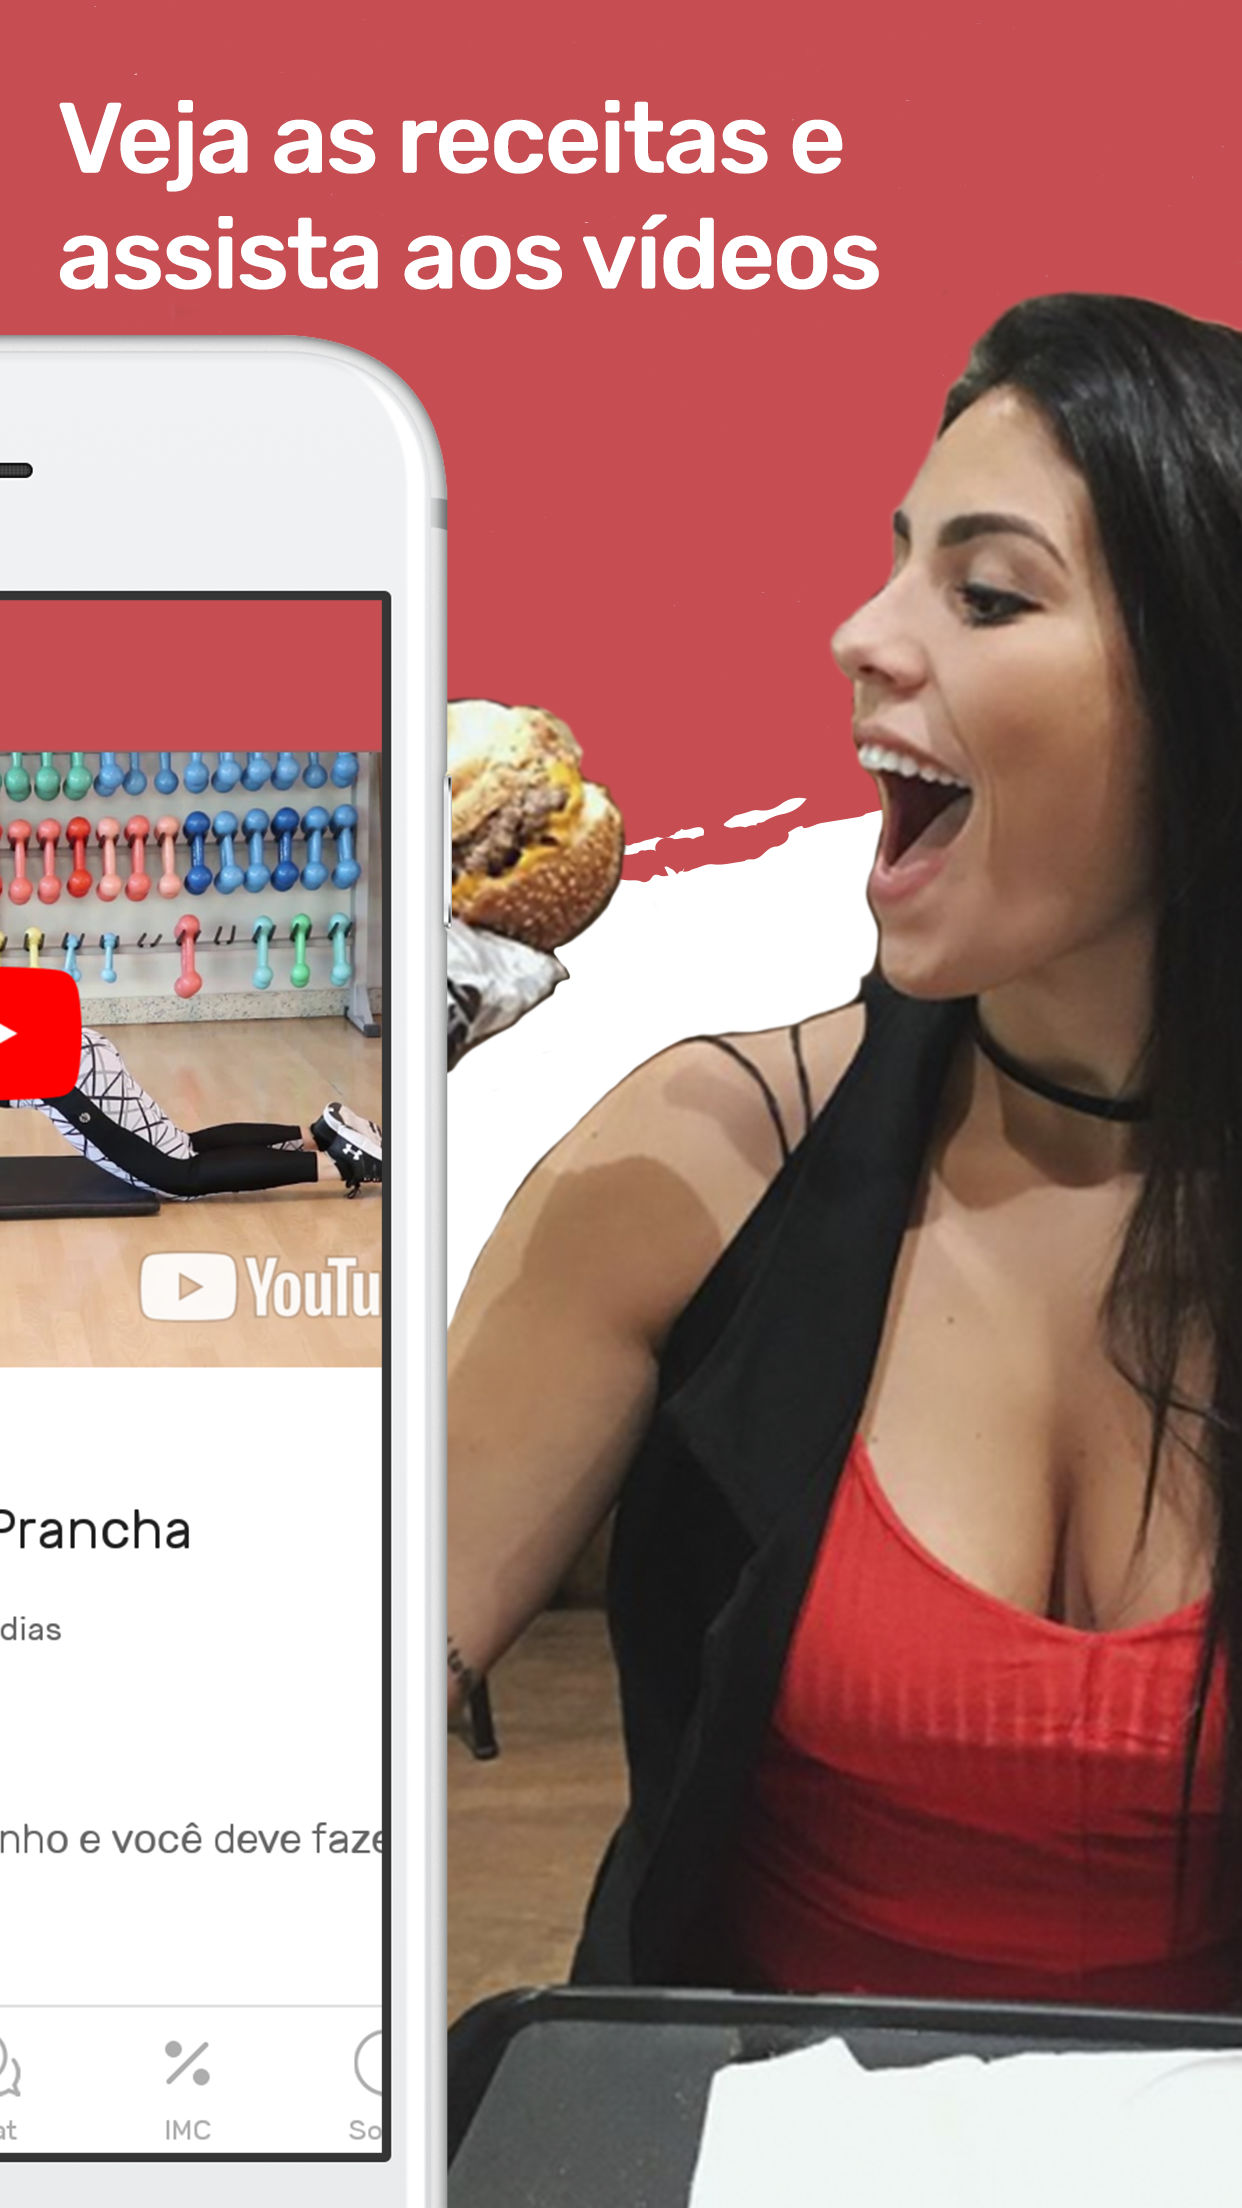 Veja as receitas e
assista aos vídeos
YouTu
Prancha
dias
nho e você deve faze
at
IMC
So